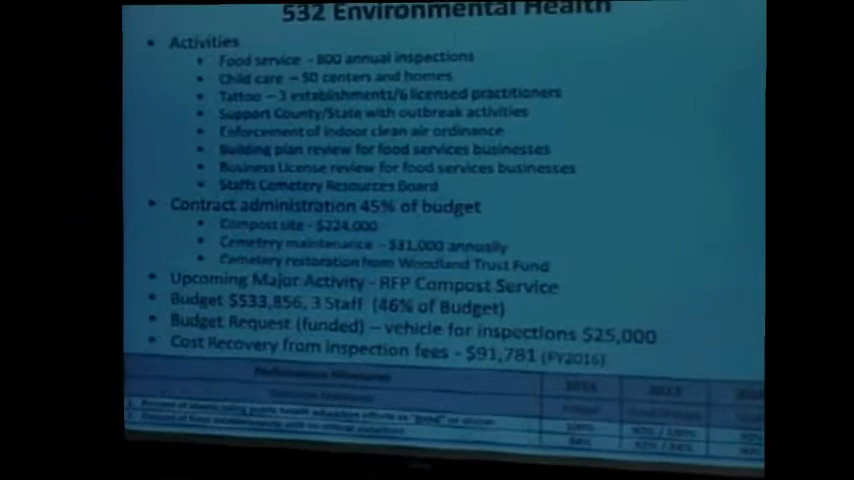 532 Environmental Health
• Activities
• Food service - 800 annual inspections
• Child care – 50 centers and homes
• Tattoo – 3 establishments/6 licensed practitioners
• Support County/State with outbreak activities
• Enforcement of indoor clean air ordinance
• Building plan review for food services businesses
• Business License review for food services businesses
• Staffs Cemetery Resources Board
• Contract administration 45% of budget
• Compost site - $224,000
• Cemetery maintenance - $31,000 annually
• Cemetery restoration from Woodland Trust Fund
• Upcoming Major Activity - RFP Compost Service
• Budget $533,856, 3 Staff (46% of Budget)
• Budget Request (funded) – vehicle for inspections $25,000
• Cost Recovery from inspection fees - $91,781 (FY2016)
Performance Measures